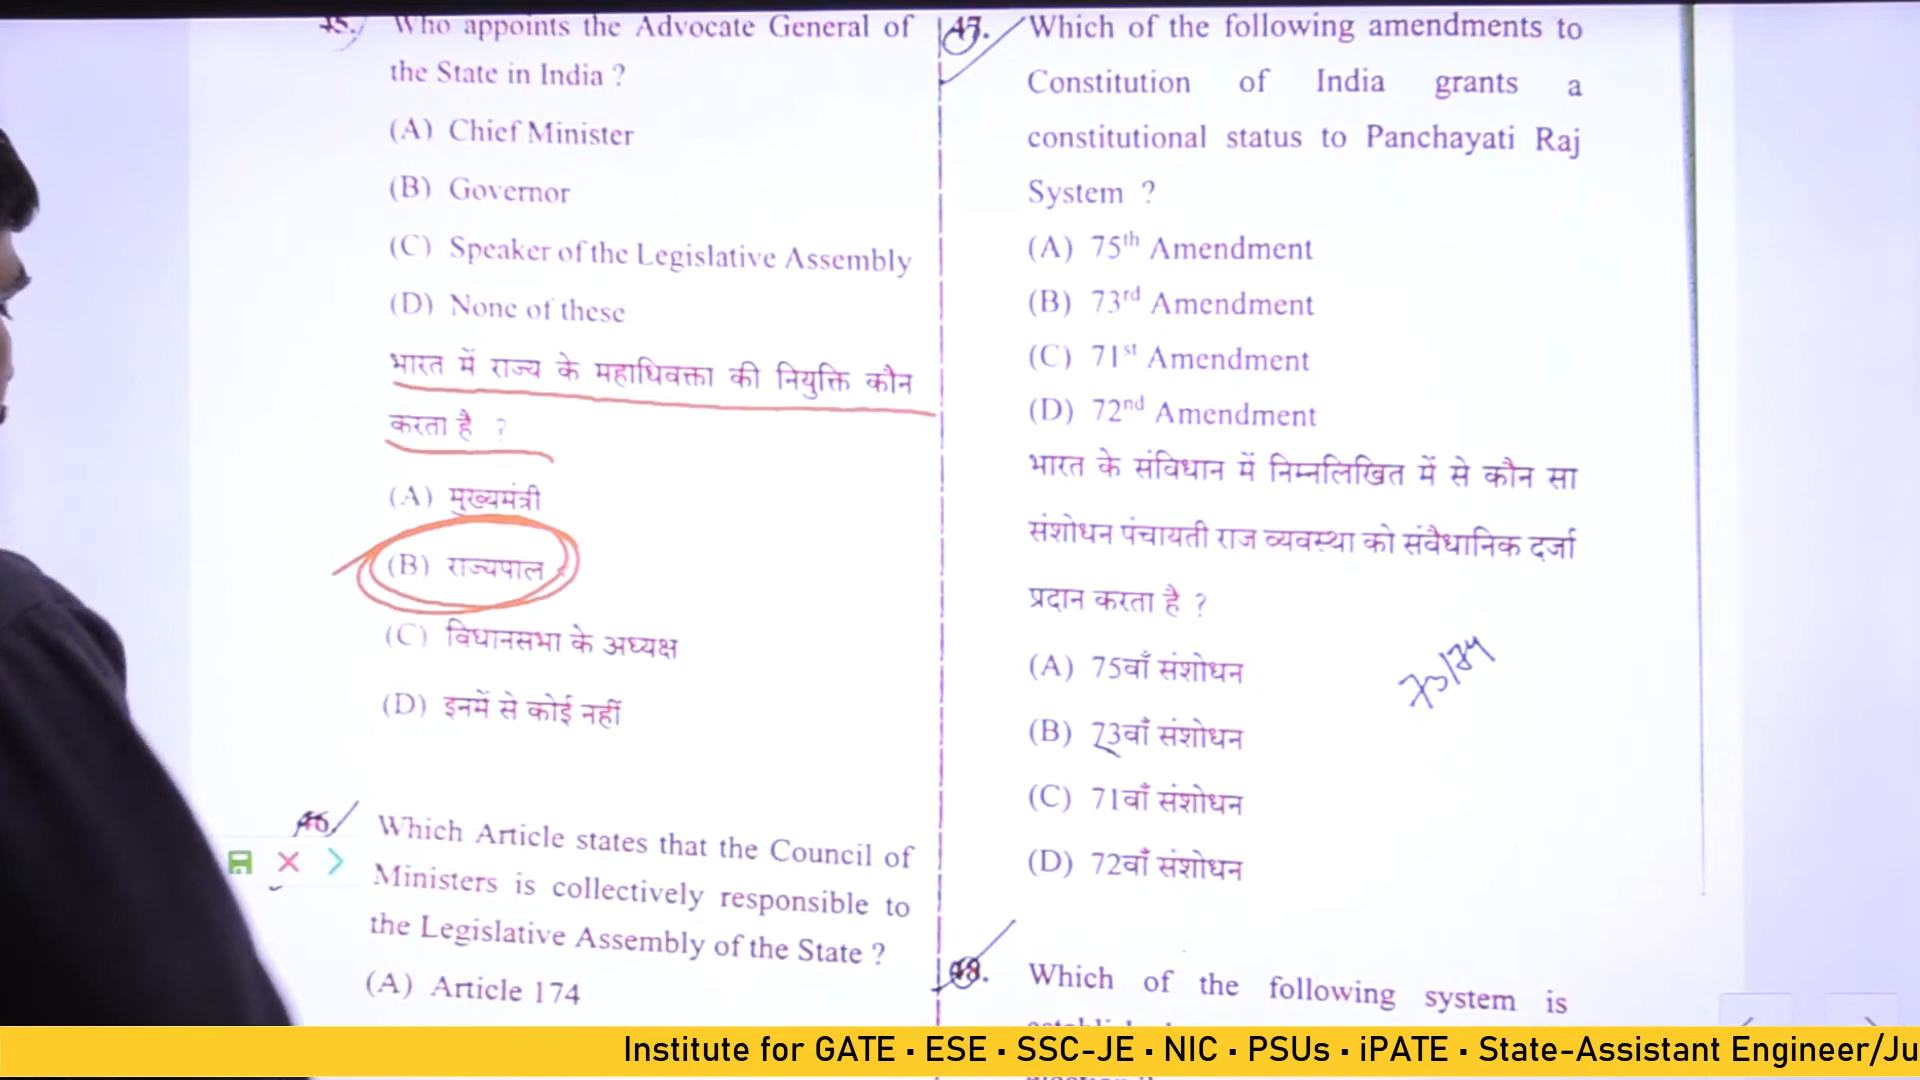 45. Who appoints the Advocate General of
the State in India ?
(A) Chief Minister
(B) Governor
(C) Speaker of the Legislative Assembly
(D) None of these
भारत में राज्य के महाधिवक्ता की नियुक्ति कौन
करता है ?
(A) मुख्यमंत्री
(B) राज्यपाल
(C) विधानसभा के अध्यक्ष
(D) इनमें से कोई नहीं
46. Which Article states that the Council of
Ministers is collectively responsible to
the Legislative Assembly of the State ?
(A) Article 174
47. Which of the following amendments to
Constitution of India grants a
constitutional status to Panchayati Raj
System ?
(A) 75th Amendment
(B) 73rd Amendment
(C) 71st Amendment
(D) 72nd Amendment
भारत के संविधान में निम्नलिखित में से कौन सा
संशोधन पंचायती राज व्यवस्था को संवैधानिक दर्जा
प्रदान करता है ?
(A) 75वाँ संशोधन
(B) 73वाँ संशोधन
(C) 71वाँ संशोधन
(D) 72वाँ संशोधन
73/74
48. Which of the following system is
Institute for GATE ▪ ESE ▪ SSC-JE ▪ NIC ▪ PSUs ▪ iPATE ▪ State-Assistant Engineer/Ju